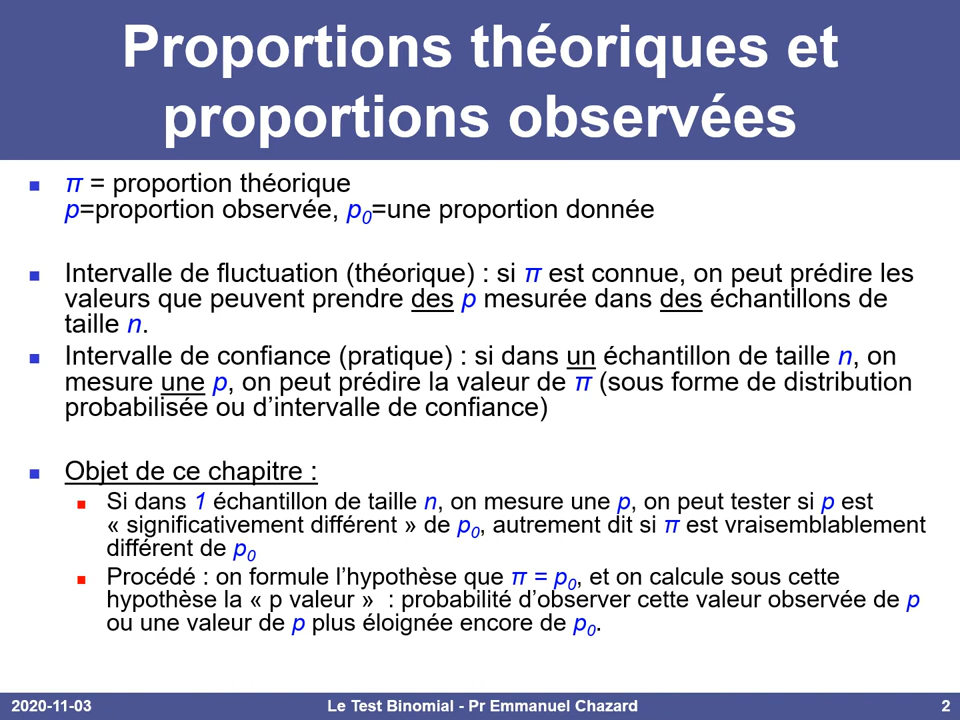 Proportions théoriques et
proportions observées
π = proportion théorique
p=proportion observée, p0=une proportion donnée
Intervalle de fluctuation (théorique) : si π est connue, on peut prédire les
valeurs que peuvent prendre des p mesurée dans des échantillons de
taille n.
Intervalle de confiance (pratique) : si dans un échantillon de taille n, on
mesure une p, on peut prédire la valeur de π (sous forme de distribution
probabilisée ou d’intervalle de confiance)
Objet de ce chapitre :
Si dans 1 échantillon de taille n, on mesure une p, on peut tester si p est
« significativement différent » de p0, autrement dit si π est vraisemblablement
différent de p0
Procédé : on formule l’hypothèse que π = p0, et on calcule sous cette
hypothèse la « p valeur » : probabilité d’observer cette valeur observée de p
ou une valeur de p plus éloignée encore de p0.
2020-11-03
Le Test Binomial - Pr Emmanuel Chazard
2